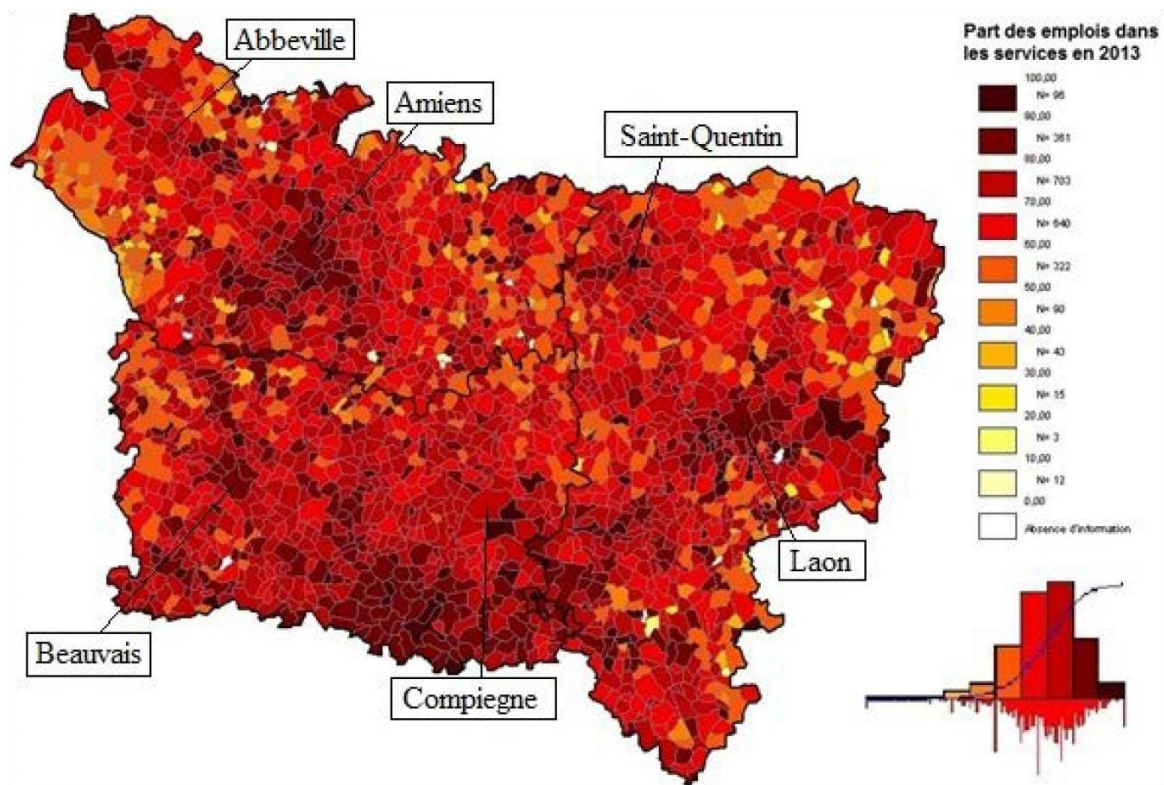 Abbeville
Amiens
Saint-Quentin
Laon
Beauvais
Compiegne
Part des emplois dans
les services en 2013
100,00
N= 96
90,00
N= 361
80,00
N= 703
70,00
N= 640
60,00
N= 322
50,00
N= 90
40,00
N= 43
30,00
N= 15
20,00
N= 3
10,00
N= 12
0,00
Absence d'information